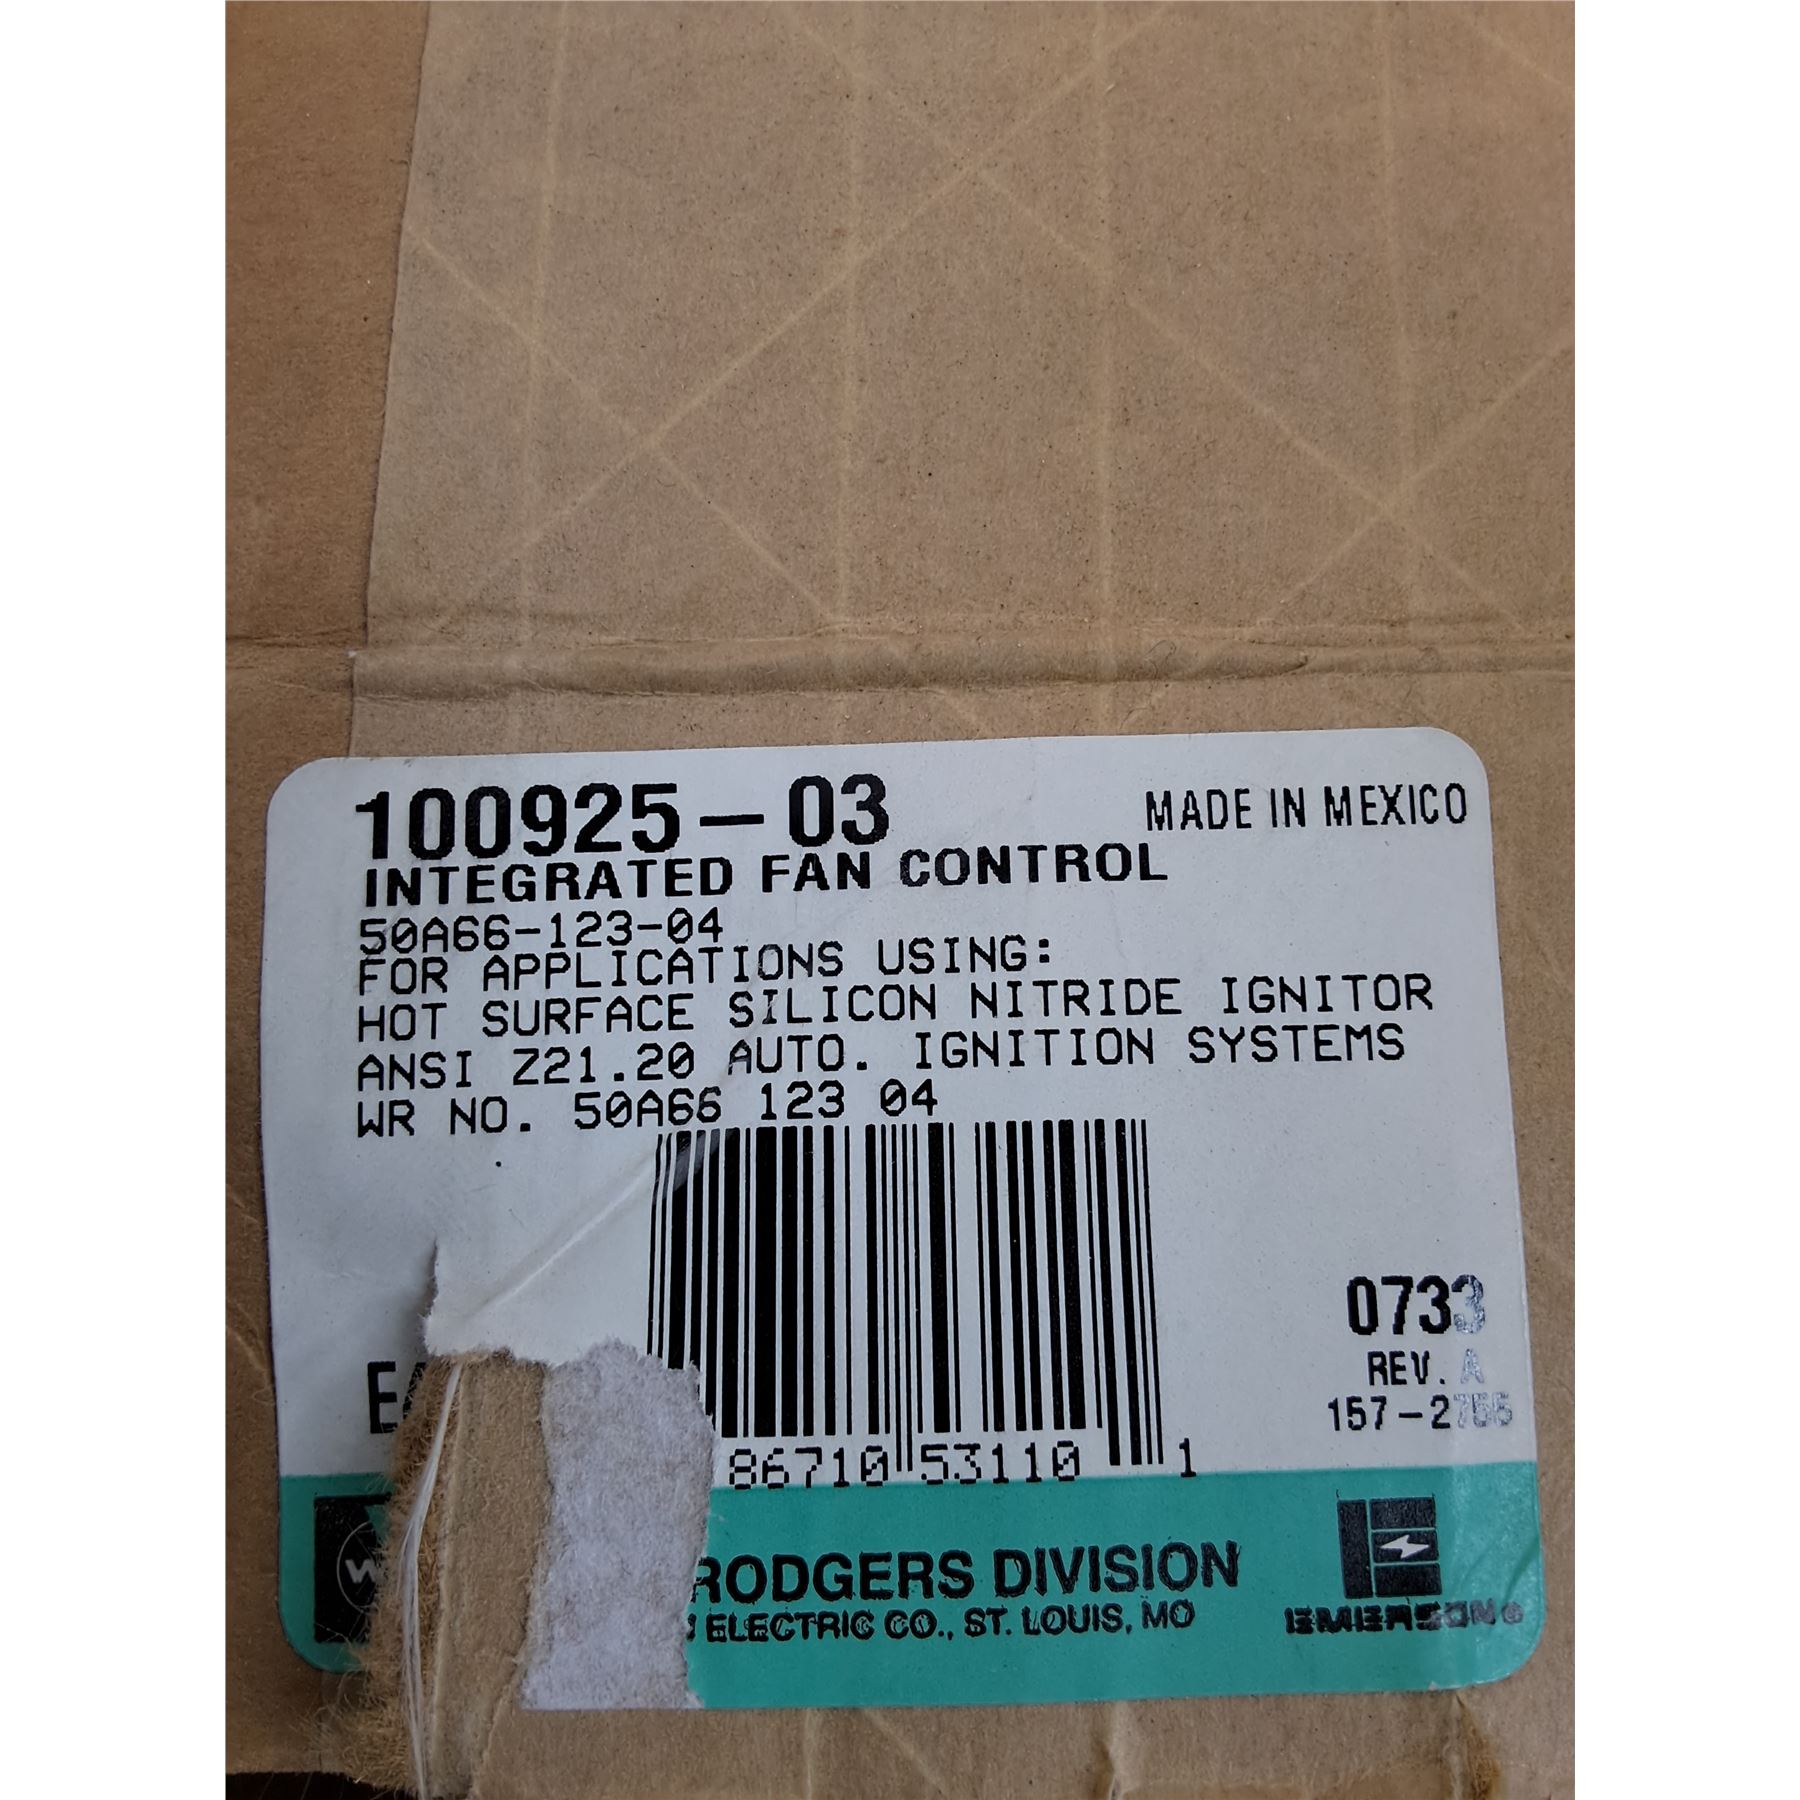 100925-03
MADE IN MEXICO
INTEGRATED FAN CONTROL
50A66-123-04
FOR APPLICATIONS USING:
HOT SURFACE SILICON NITRIDE IGNITOR
ANSI Z21.20 AUTO. IGNITION SYSTEMS
WR NO. 50A66 123 04
0733
REV. A
157-2756
86710 53110 1
RODGERS DIVISION
ELECTRIC CO., ST. LOUIS, MO
EMERSON®